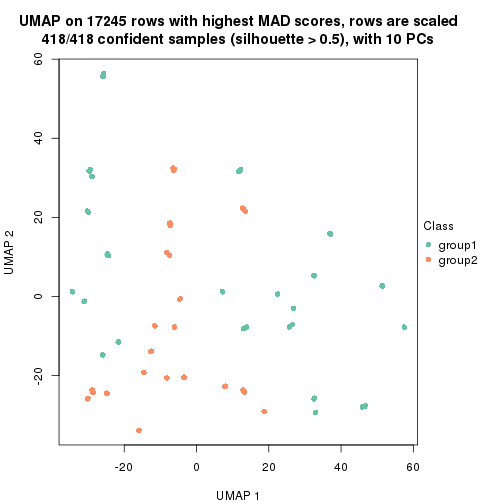 UMAP on 17245 rows with highest MAD scores, rows are scaled
418/418 confident samples (silhouette > 0.5), with 10 PCs
60
40
20
0
-20
UMAP 2
Class
group1
group2
-20 0 20 40 60
UMAP 1